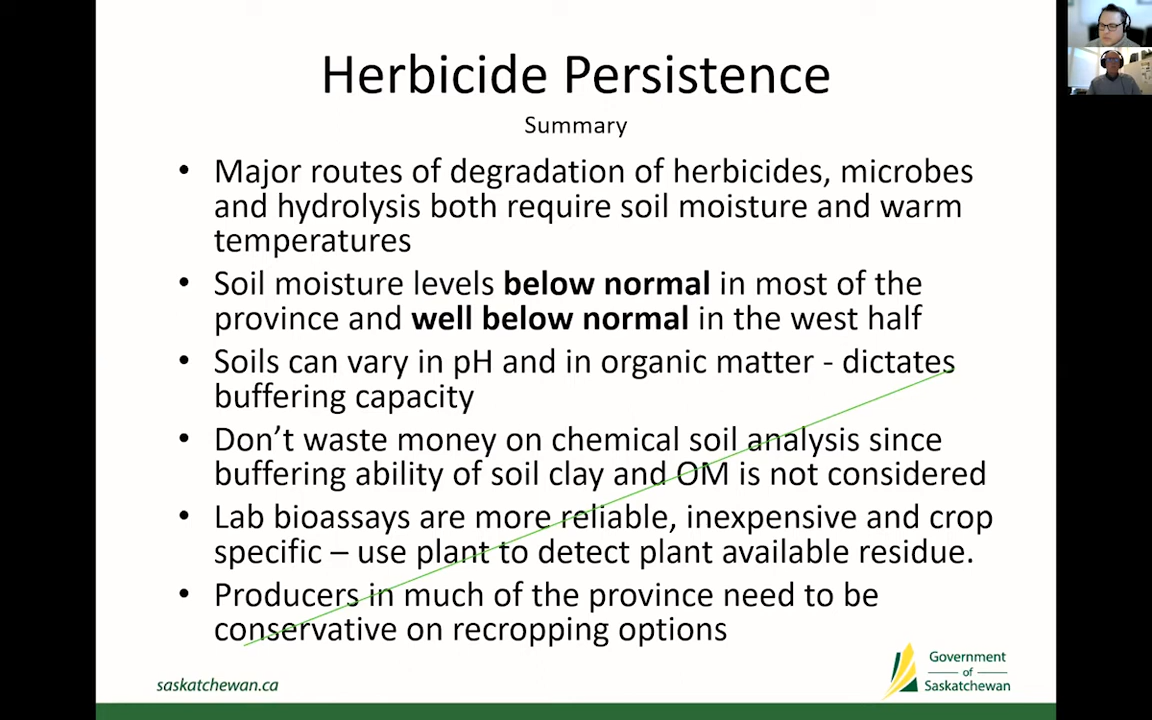 Herbicide Persistence
Summary
• Major routes of degradation of herbicides, microbes
and hydrolysis both require soil moisture and warm
temperatures
• Soil moisture levels below normal in most of the
province and well below normal in the west half
• Soils can vary in pH and in organic matter - dictates
buffering capacity
• Don’t waste money on chemical soil analysis since
buffering ability of soil clay and OM is not considered
• Lab bioassays are more reliable, inexpensive and crop
specific – use plant to detect plant available residue.
• Producers in much of the province need to be
conservative on recropping options
saskatchewan.ca
Government
of
Saskatchewan